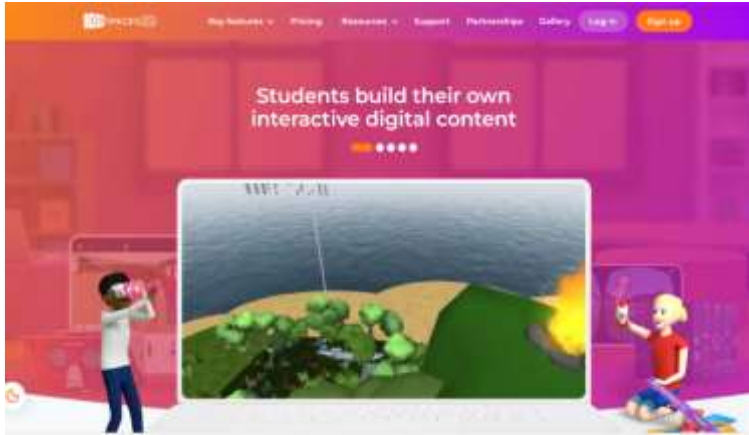 Key features Pricing Resources Support Partnerships Gallery Log in Sign up
Students build their own
interactive digital content